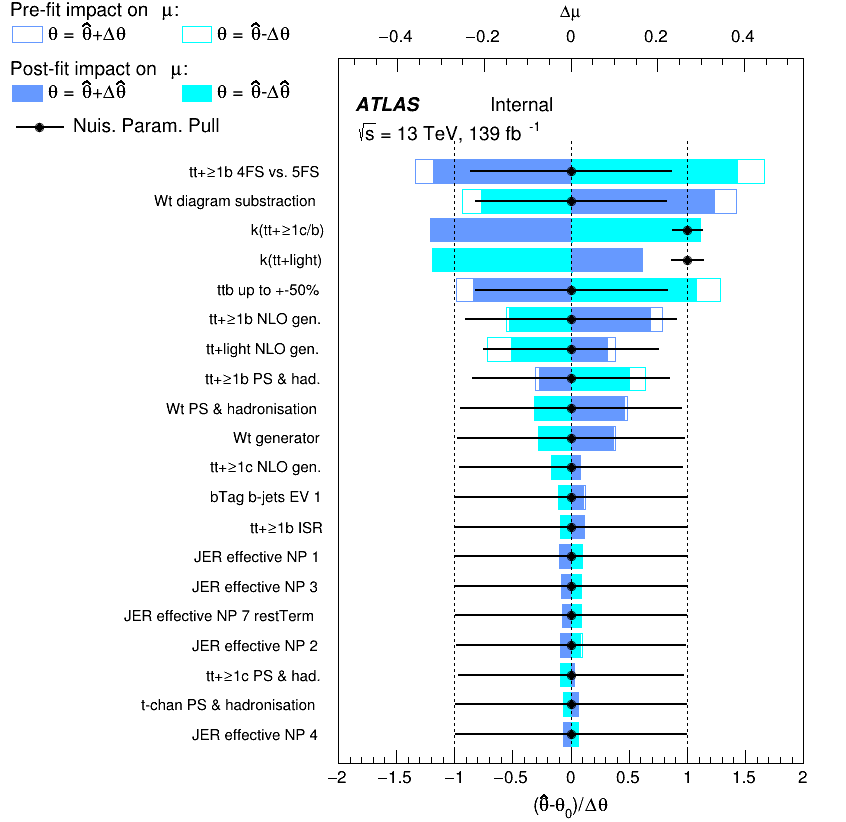 Pre-fit impact on μ:
θ = θ̂+Δθ θ = θ̂-Δθ
Post-fit impact on μ:
θ = θ̂+Δθ̂ θ = θ̂-Δθ̂
Nuis. Param. Pull
Δμ
−0.4 −0.2 0 0.2 0.4
ATLAS Internal
√s = 13 TeV, 139 fb⁻¹
tt+≥1b 4FS vs. 5FS
Wt diagram substraction
k(tt+≥1c/b)
k(tt+light)
ttb up to +-50%
tt+≥1b NLO gen.
tt+light NLO gen.
tt+≥1b PS & had.
Wt PS & hadronisation
Wt generator
tt+≥1c NLO gen.
bTag b-jets EV 1
tt+≥1b ISR
JER effective NP 1
JER effective NP 3
JER effective NP 7 restTerm
JER effective NP 2
tt+≥1c PS & had.
t-chan PS & hadronisation
JER effective NP 4
−2 −1.5 −1 −0.5 0 0.5 1 1.5 2
(θ̂-θ₀)/Δθ